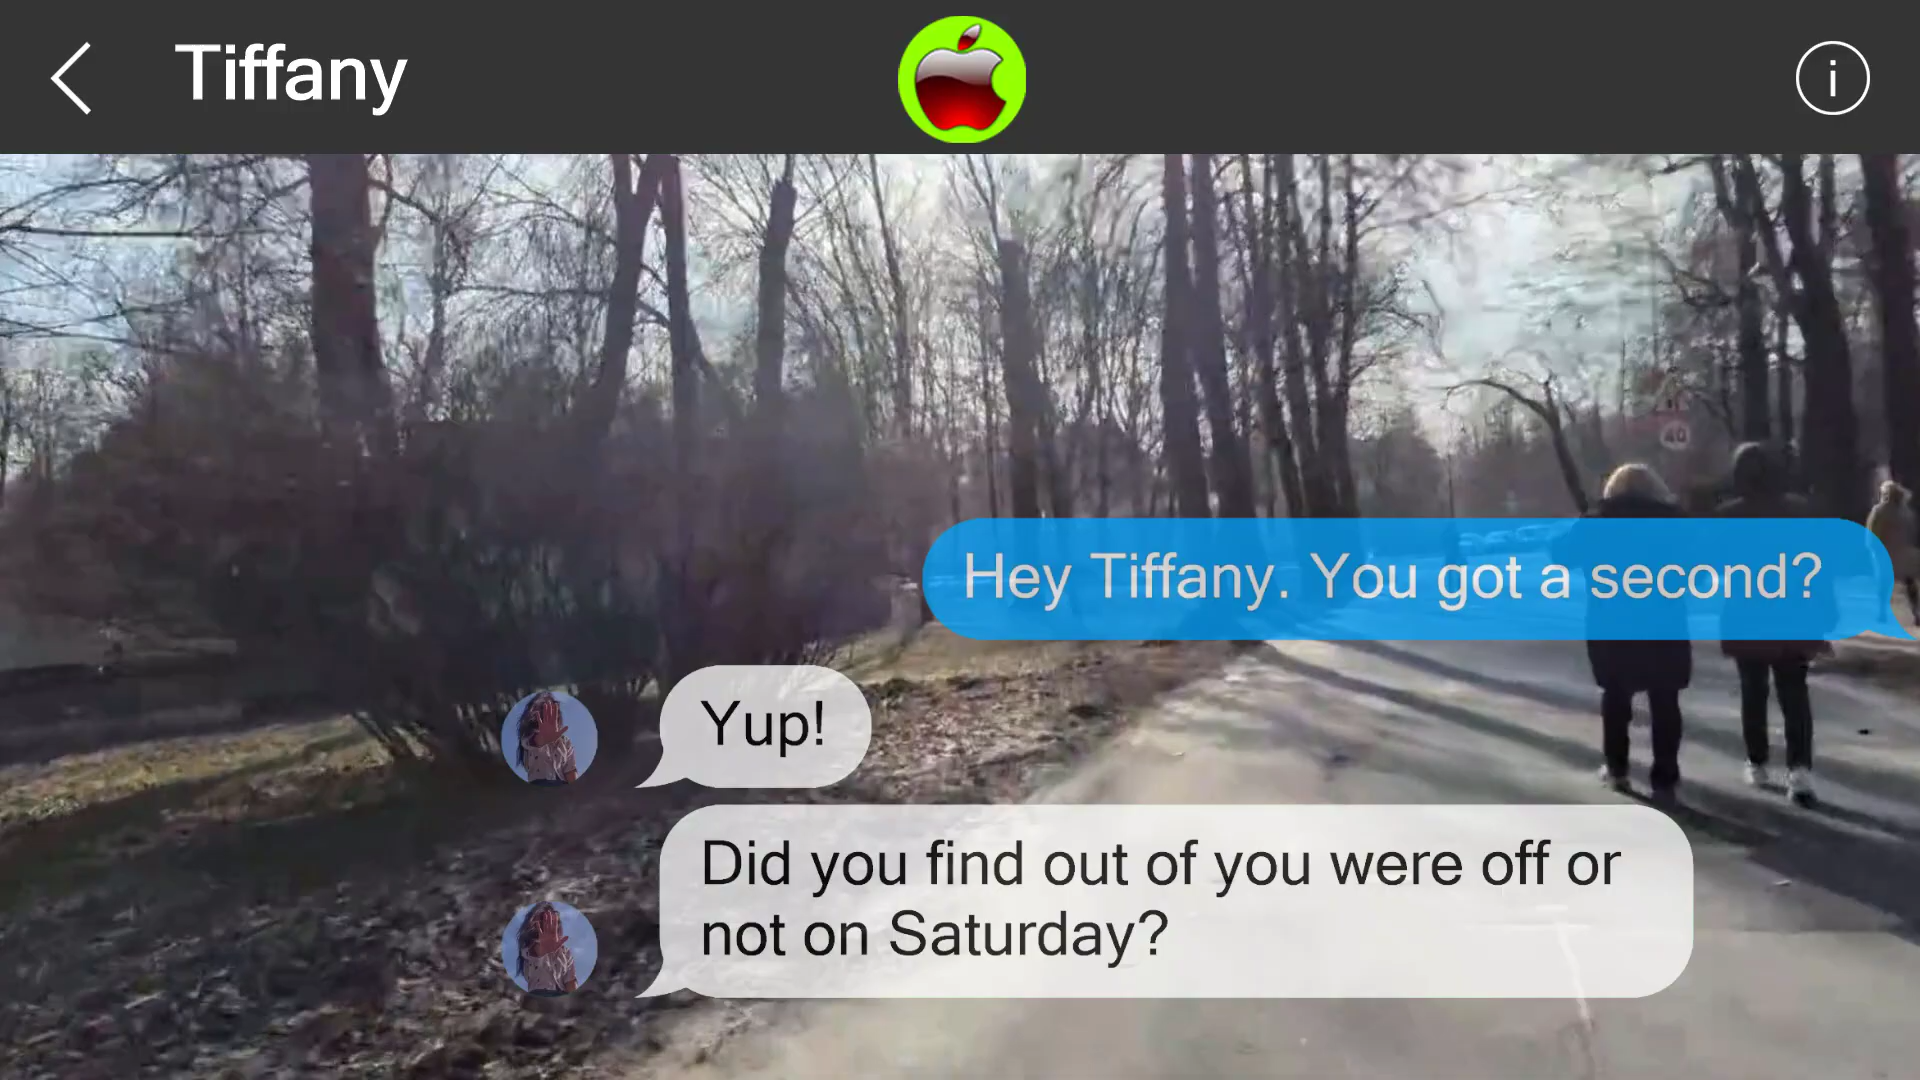 Tiffany
i
40
Hey Tiffany. You got a second?
Yup!
Did you find out of you were off or
not on Saturday?